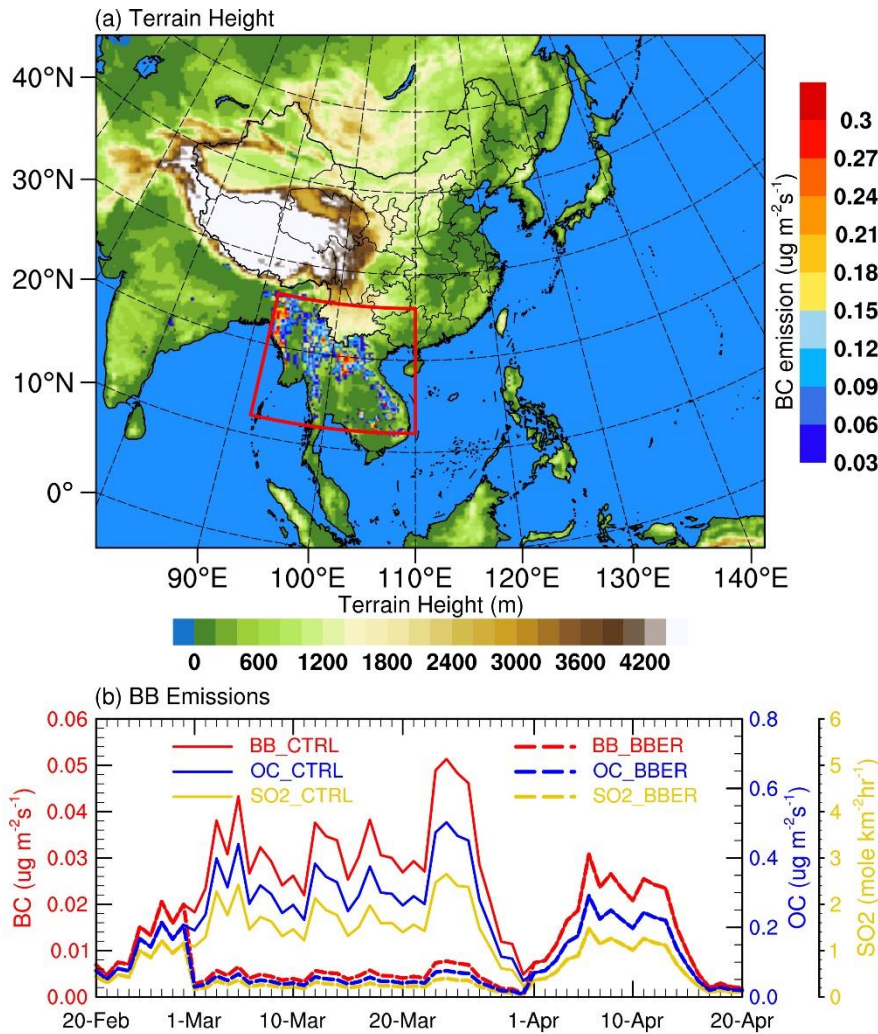 (a) Terrain Height
40°N
30°N
20°N
10°N
0°
90°E 100°E 110°E 120°E 130°E 140°E
0.3
0.27
0.24
0.21
0.18
0.15
0.12
0.09
0.06
0.03
BC emission (ug m⁻²s⁻¹)
Terrain Height (m)
0 600 1200 1800 2400 3000 3600 4200
(b) BB Emissions
BB_CTRL BB_BBER
OC_CTRL OC_BBER
SO2_CTRL SO2_BBER
BC (ug m⁻²s⁻¹)
0.06
0.05
0.04
0.03
0.02
0.01
0.00
0.8
0.6
0.4
0.2
0.0
OC (ug m⁻²s⁻¹)
6
5
4
3
2
1
0
SO2 (mole km⁻²hr⁻¹)
20-Feb 1-Mar 10-Mar 20-Mar 1-Apr 10-Apr 20-Apr